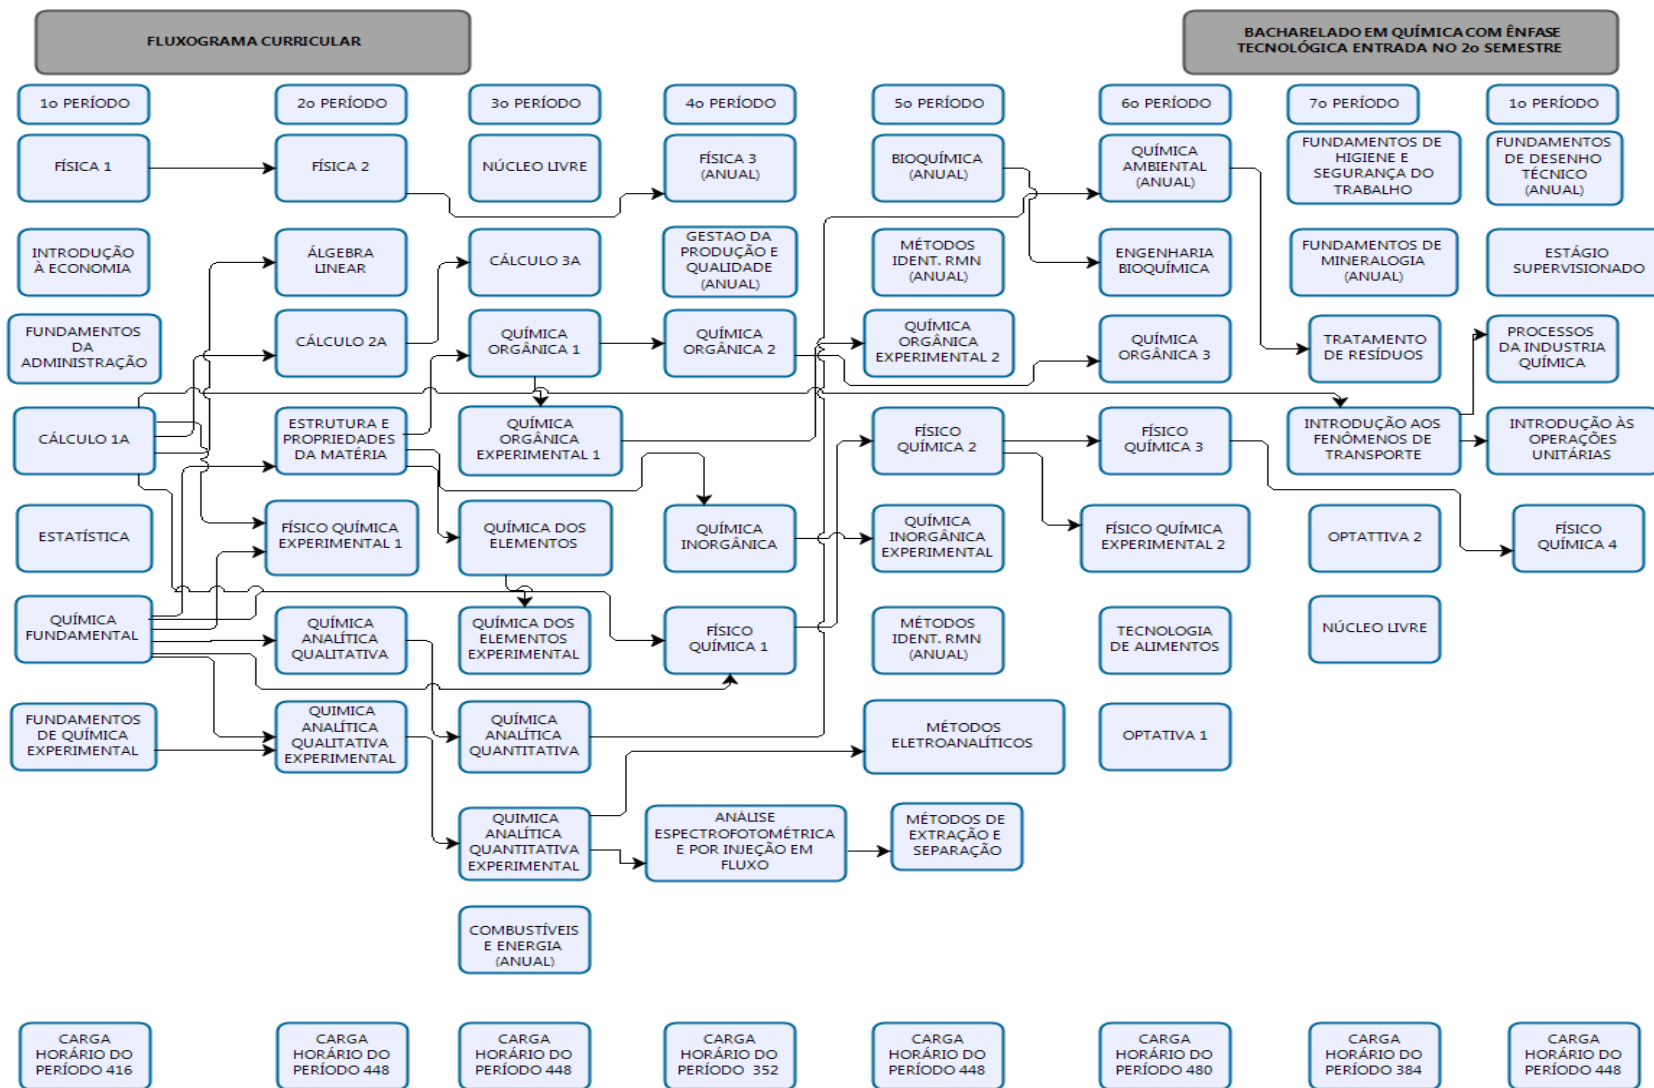 FLUXOGRAMA CURRICULAR
BACHARELADO EM QUÍMICA COM ÊNFASE
TECNOLÓGICA ENTRADA NO 2o SEMESTRE
1o PERÍODO
2o PERÍODO
3o PERÍODO
4o PERÍODO
5o PERÍODO
6o PERÍODO
7o PERÍODO
1o PERÍODO
FÍSICA 1
FÍSICA 2
NÚCLEO LIVRE
FÍSICA 3
(ANUAL)
BIOQUÍMICA
(ANUAL)
QUÍMICA
AMBIENTAL
(ANUAL)
FUNDAMENTOS DE
HIGIENE E
SEGURANÇA DO
TRABALHO
FUNDAMENTOS
DE DESENHO
TÉCNICO
(ANUAL)
INTRODUÇÃO
À ECONOMIA
ÁLGEBRA
LINEAR
CÁLCULO 3A
GESTAO DA
PRODUÇÃO E
QUALIDADE
(ANUAL)
MÉTODOS
IDENT. RMN
(ANUAL)
ENGENHARIA
BIOQUÍMICA
FUNDAMENTOS DE
MINERALOGIA
(ANUAL)
ESTÁGIO
SUPERVISIONADO
FUNDAMENTOS
DA
ADMINISTRAÇÃO
CÁLCULO 2A
QUÍMICA
ORGÂNICA 1
QUÍMICA
ORGÂNICA 2
QUÍMICA
ORGÂNICA
EXPERIMENTAL 2
QUÍMICA
ORGÂNICA 3
TRATAMENTO
DE RESÍDUOS
PROCESSOS
DA INDUSTRIA
QUÍMICA
CÁLCULO 1A
ESTRUTURA E
PROPRIEDADES
DA MATÉRIA
QUÍMICA
ORGÂNICA
EXPERIMENTAL 1
FÍSICO
QUÍMICA 2
FÍSICO
QUÍMICA 3
INTRODUÇÃO AOS
FENÔMENOS DE
TRANSPORTE
INTRODUÇÃO ÀS
OPERAÇÕES
UNITÁRIAS
ESTATÍSTICA
FÍSICO QUÍMICA
EXPERIMENTAL 1
QUÍMICA DOS
ELEMENTOS
QUÍMICA
INORGÂNICA
QUÍMICA
INORGÂNICA
EXPERIMENTAL
FÍSICO QUÍMICA
EXPERIMENTAL 2
OPTATTIVA 2
FÍSICO
QUÍMICA 4
QUÍMICA
FUNDAMENTAL
QUÍMICA
ANALÍTICA
QUALITATIVA
QUÍMICA DOS
ELEMENTOS
EXPERIMENTAL
FÍSICO
QUÍMICA 1
MÉTODOS
IDENT. RMN
(ANUAL)
TECNOLOGIA
DE ALIMENTOS
NÚCLEO LIVRE
FUNDAMENTOS
DE QUÍMICA
EXPERIMENTAL
QUIMICA
ANALÍTICA
QUALITATIVA
EXPERIMENTAL
QUÍMICA
ANALÍTICA
QUANTITATIVA
MÉTODOS
ELETROANALÍTICOS
OPTATIVA 1
QUIMICA
ANALÍTICA
QUANTITATIVA
EXPERIMENTAL
ANÁLISE
ESPECTROFOTOMÉTRICA
E POR INJEÇÃO EM
FLUXO
MÉTODOS DE
EXTRAÇÃO E
SEPARAÇÃO
COMBUSTÍVEIS
E ENERGIA
(ANUAL)
CARGA
HORÁRIO DO
PERÍODO 416
CARGA
HORÁRIO DO
PERÍODO 448
CARGA
HORÁRIO DO
PERÍODO 448
CARGA
HORÁRIO DO
PERÍODO 352
CARGA
HORÁRIO DO
PERÍODO 448
CARGA
HORÁRIO DO
PERÍODO 480
CARGA
HORÁRIO DO
PERÍODO 384
CARGA
HORÁRIO DO
PERÍODO 448